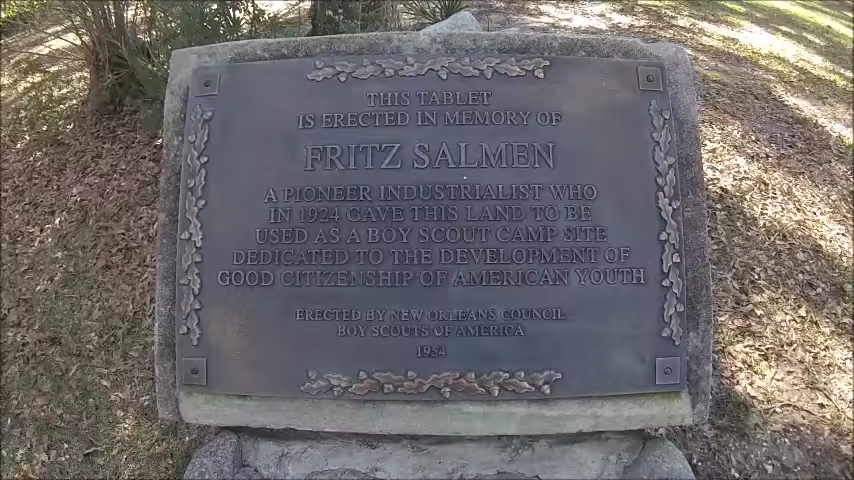 THIS TABLET
IS ERECTED IN MEMORY OF
FRITZ SALMEN
A PIONEER INDUSTRIALIST WHO
IN 1924 GAVE THIS LAND TO BE
USED AS A BOY SCOUT CAMP SITE
DEDICATED TO THE DEVELOPMENT OF
GOOD CITIZENSHIP OF AMERICAN YOUTH
ERECTED BY NEW ORLEANS COUNCIL
BOY SCOUTS OF AMERICA
1954